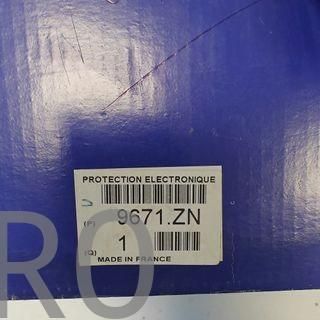 PROTECTION ELECTRONIQUE
(P) 9671.ZN
(Q) 1
MADE IN FRANCE
RO